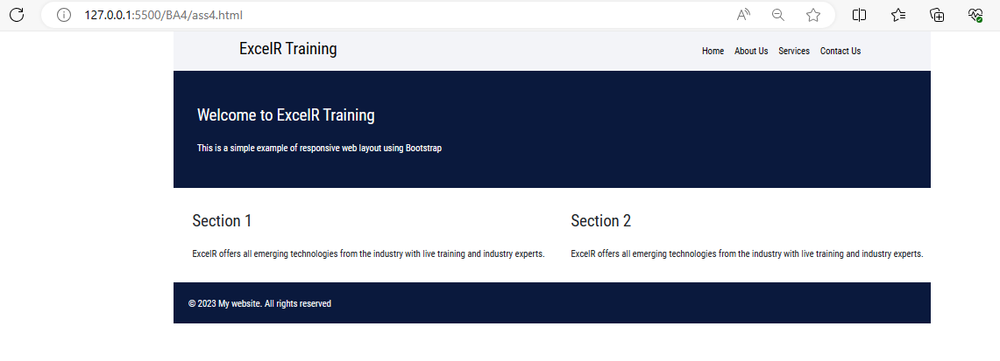 127.0.0.1:5500/BA4/ass4.html
ExcelR Training
Home About Us Services Contact Us
Welcome to ExcelR Training
This is a simple example of responsive web layout using Bootstrap
Section 1
ExcelR offers all emerging technologies from the industry with live training and industry experts.
Section 2
ExcelR offers all emerging technologies from the industry with live training and industry experts.
© 2023 My website. All rights reserved